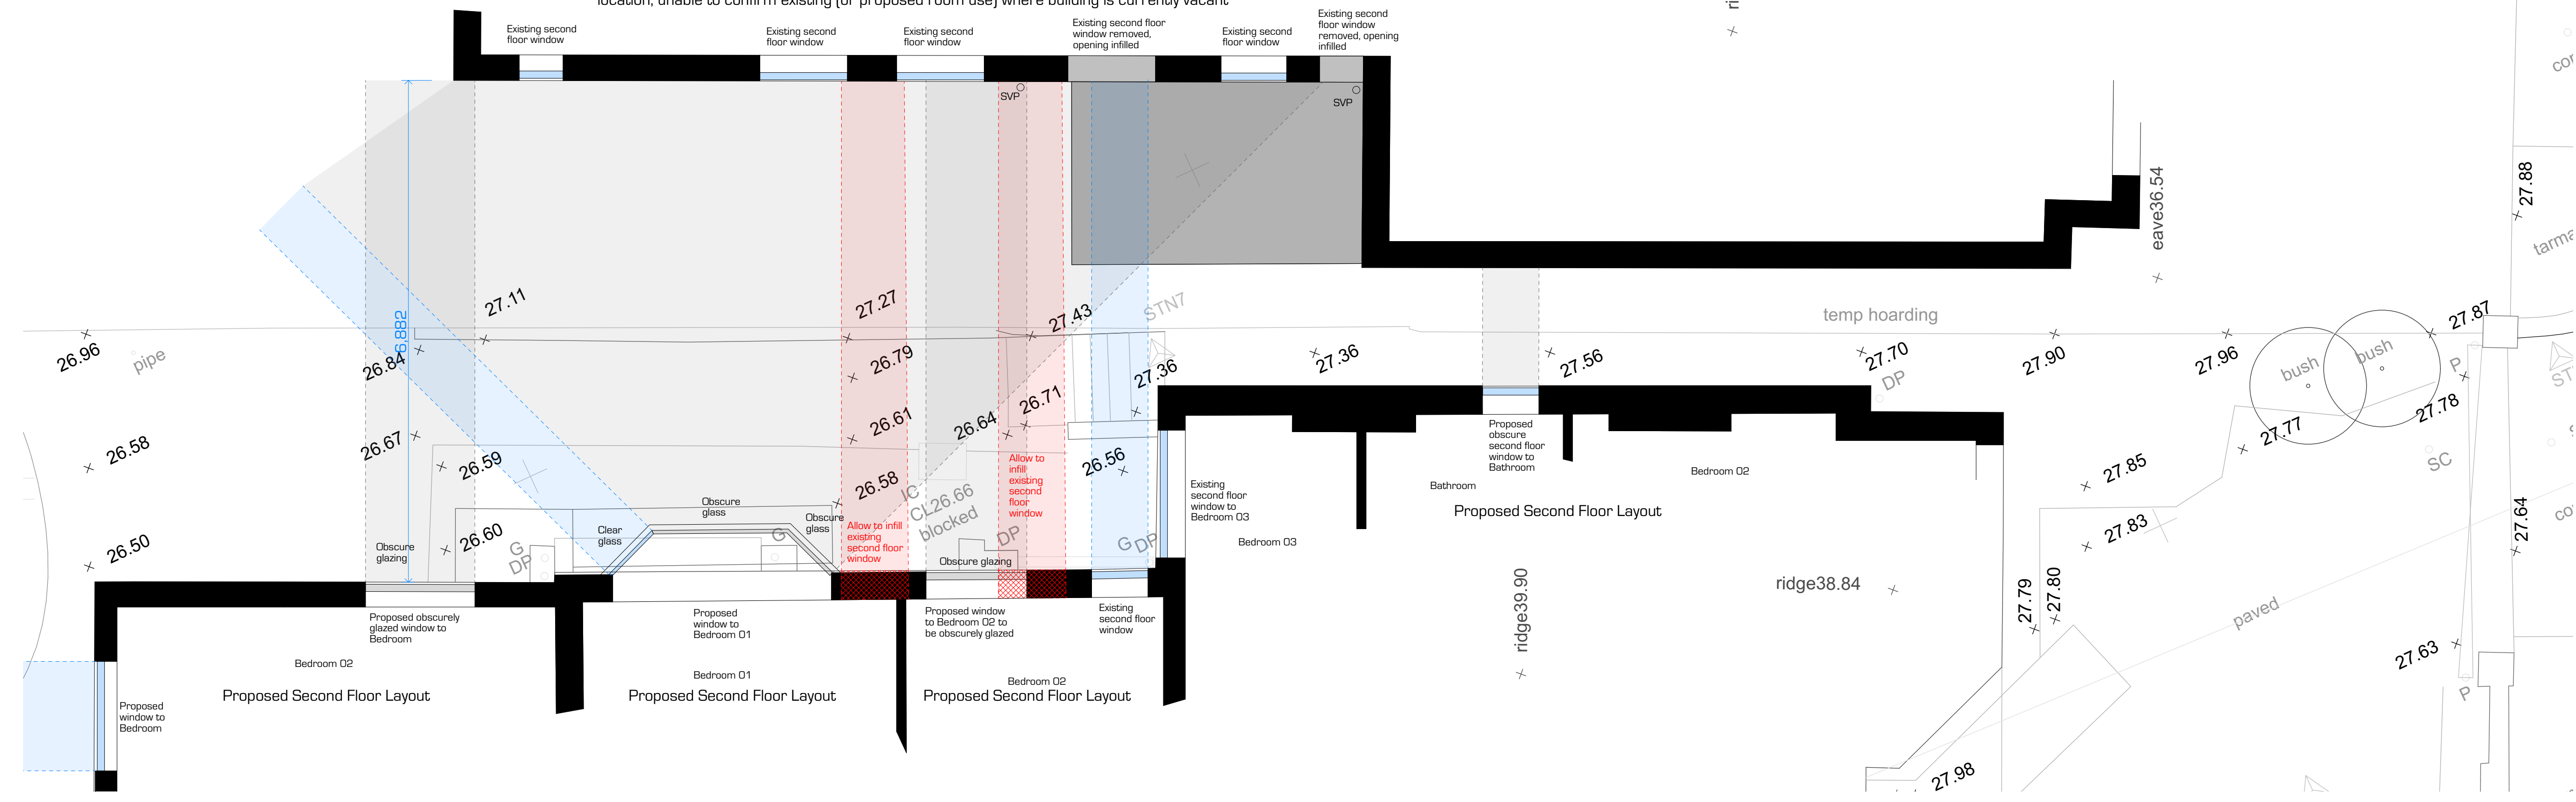 location, unable to confirm existing (or proposed room use) where building is currently vacant
Existing second
floor window
Existing second
floor window
Existing second
floor window
Existing second floor
window removed,
opening infilled
Existing second
floor window
Existing second
floor window
removed, opening
infilled
SVP
SVP
6,882
27.11
27.27
27.43
STN7
temp hoarding
eave36.54
27.88
27.87
26.96
pipe
26.84
26.79
27.36
27.36
27.56
27.70
DP
27.90
27.96
bush
bush
P
27.78
26.58
26.67
26.59
26.61
26.64
26.71
26.56
27.77
SC
27.85
26.50
26.60
26.58
IC
CL26.66
blocked
27.83
27.64
Obscure
glazing
G
DP
Clear
glass
Obscure
glass
G
Obscure
glass
Allow to infill
existing
second floor
window
Allow to
infill
existing
second
floor
window
DP
Obscure glazing
G
DP
Existing
second floor
window to
Bedroom 03
Bedroom 03
Proposed
obscure
second floor
window to
Bathroom
Bathroom
Bedroom 02
Proposed Second Floor Layout
ridge39.90
ridge38.84
27.79
27.80
paved
27.63
P
27.98
Proposed obscurely
glazed window to
Bedroom
Bedroom 02
Proposed Second Floor Layout
Proposed
window to
Bedroom
Proposed
window to
Bedroom 01
Bedroom 01
Proposed Second Floor Layout
Proposed window
to Bedroom 02 to
be obscurely glazed
Existing
second floor
window
Bedroom 02
Proposed Second Floor Layout